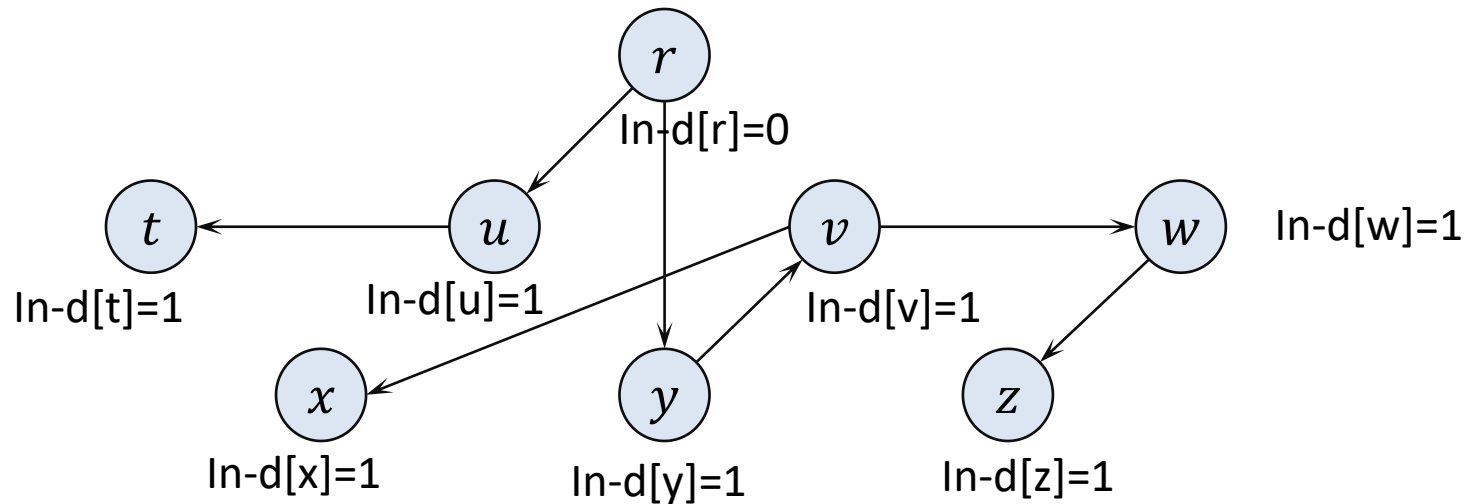 r
In-d[r]=0
t
u
v
w
In-d[w]=1
In-d[t]=1
In-d[u]=1
In-d[v]=1
x
y
z
In-d[x]=1
In-d[y]=1
In-d[z]=1